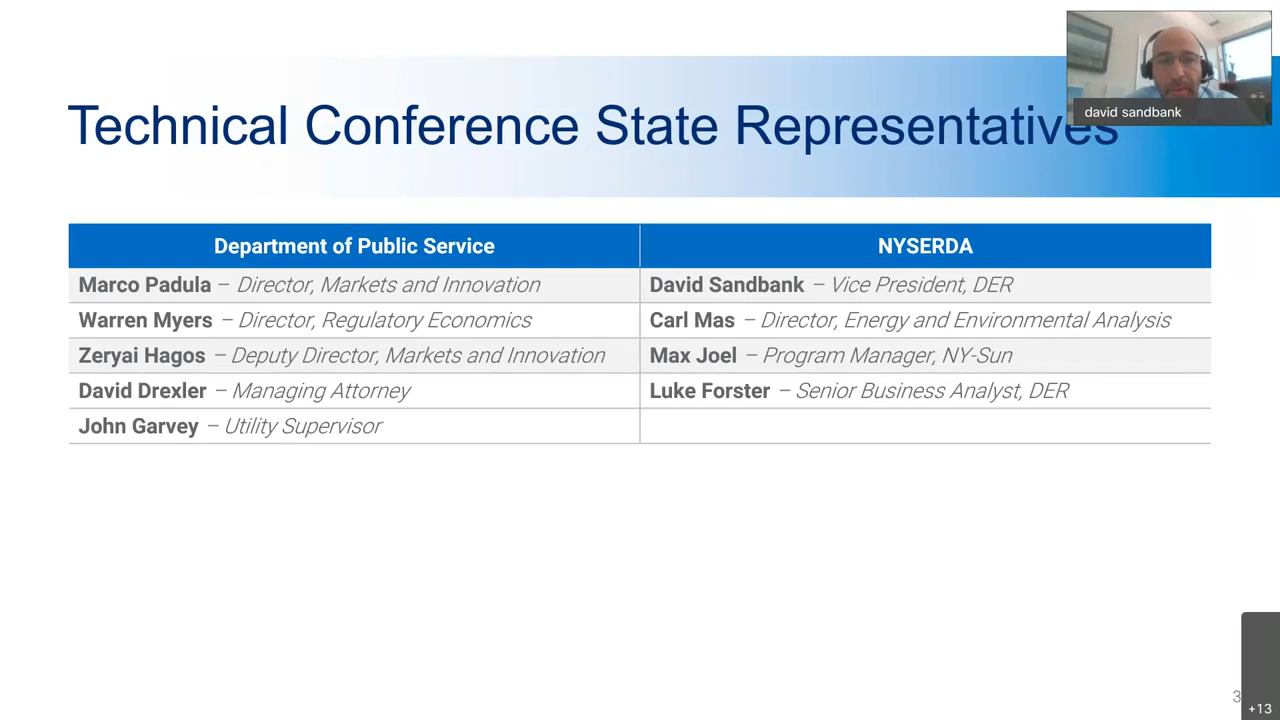 Technical Conference State Representatives
david sandbank
Department of Public Service
NYSERDA
Marco Padula – Director, Markets and Innovation
David Sandbank – Vice President, DER
Warren Myers – Director, Regulatory Economics
Carl Mas – Director, Energy and Environmental Analysis
Zeryai Hagos – Deputy Director, Markets and Innovation
Max Joel – Program Manager, NY-Sun
David Drexler – Managing Attorney
Luke Forster – Senior Business Analyst, DER
John Garvey – Utility Supervisor
3
+13